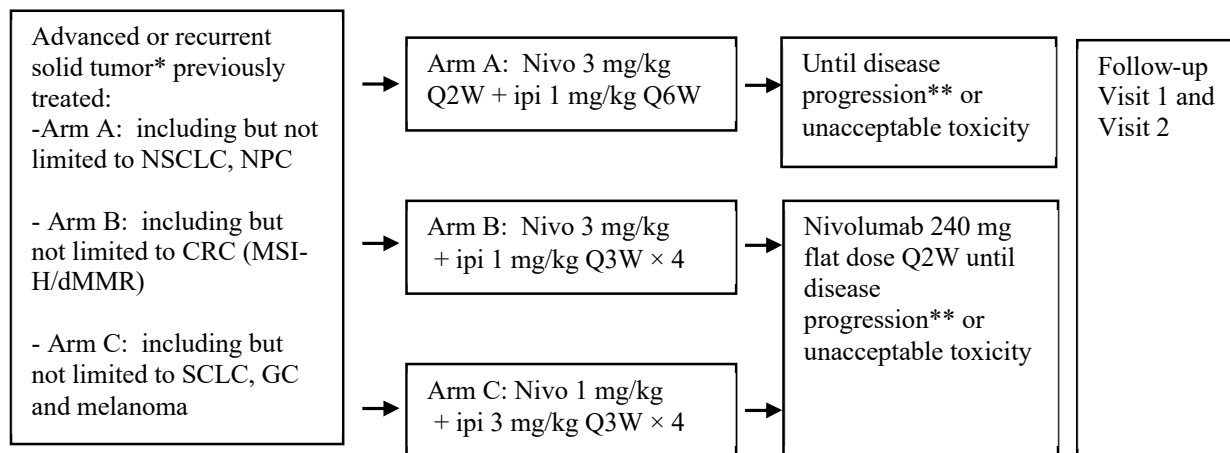 Advanced or recurrent
solid tumor* previously
treated:
-Arm A:  including but not
limited to NSCLC, NPC
- Arm B:  including but
not limited to CRC (MSI-
H/dMMR)
- Arm C:  including but
not limited to SCLC, GC
and melanoma
Arm A:  Nivo 3 mg/kg
Q2W + ipi 1 mg/kg Q6W
Arm B:  Nivo 3 mg/kg
+ ipi 1 mg/kg Q3W × 4
Arm C: Nivo 1 mg/kg
+ ipi 3 mg/kg Q3W × 4
Until disease
progression** or
unacceptable toxicity
Nivolumab 240 mg
flat dose Q2W until
disease
progression** or
unacceptable toxicity
Follow-up
Visit 1 and
Visit 2